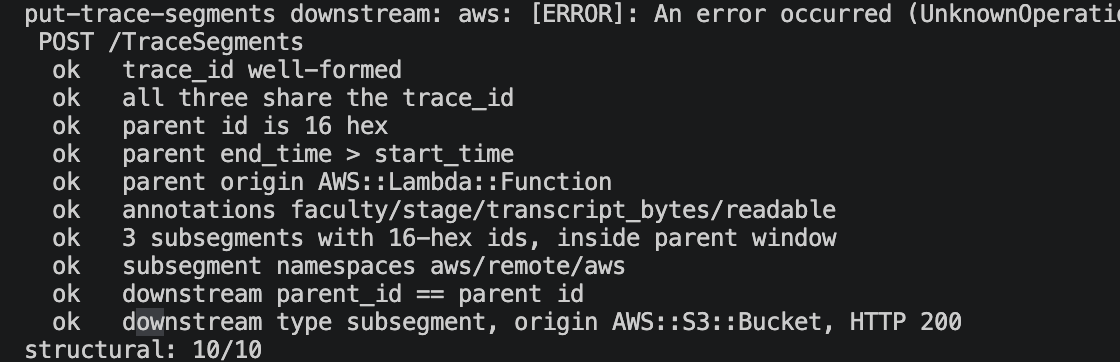 put-trace-segments downstream: aws: [ERROR]: An error occurred (UnknownOperatio
POST /TraceSegments
ok trace_id well-formed
ok all three share the trace_id
ok parent id is 16 hex
ok parent end_time > start_time
ok parent origin AWS::Lambda::Function
ok annotations faculty/stage/transcript_bytes/readable
ok 3 subsegments with 16-hex ids, inside parent window
ok subsegment namespaces aws/remote/aws
ok downstream parent_id == parent id
ok downstream type subsegment, origin AWS::S3::Bucket, HTTP 200
structural: 10/10